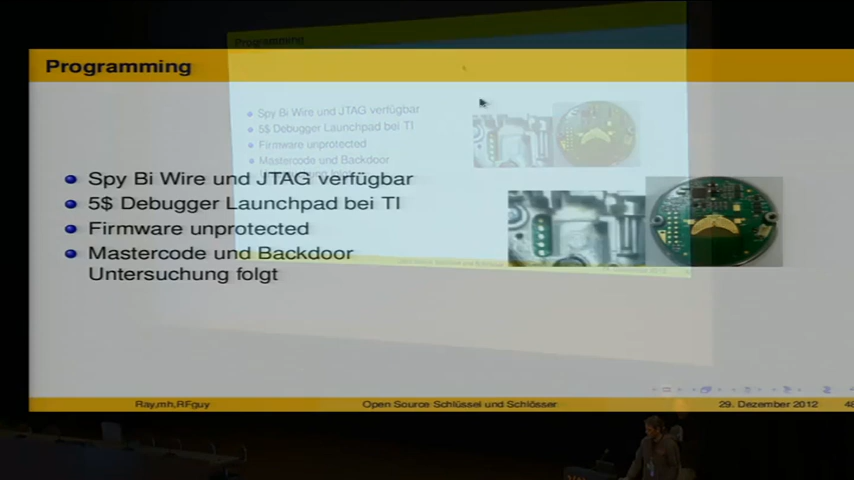 Programming
Spy Bi Wire und JTAG verfügbar
5$ Debugger Launchpad bei TI
Firmware unprotected
Mastercode und Backdoor
Untersuchung folgt
Programming
Spy Bi Wire und JTAG verfügbar
5$ Debugger Launchpad bei TI
Firmware unprotected
Mastercode und Backdoor
Ray,mh,RFguy
Open Source Schlüssel und Schlösser
29. Dezember 2012
48